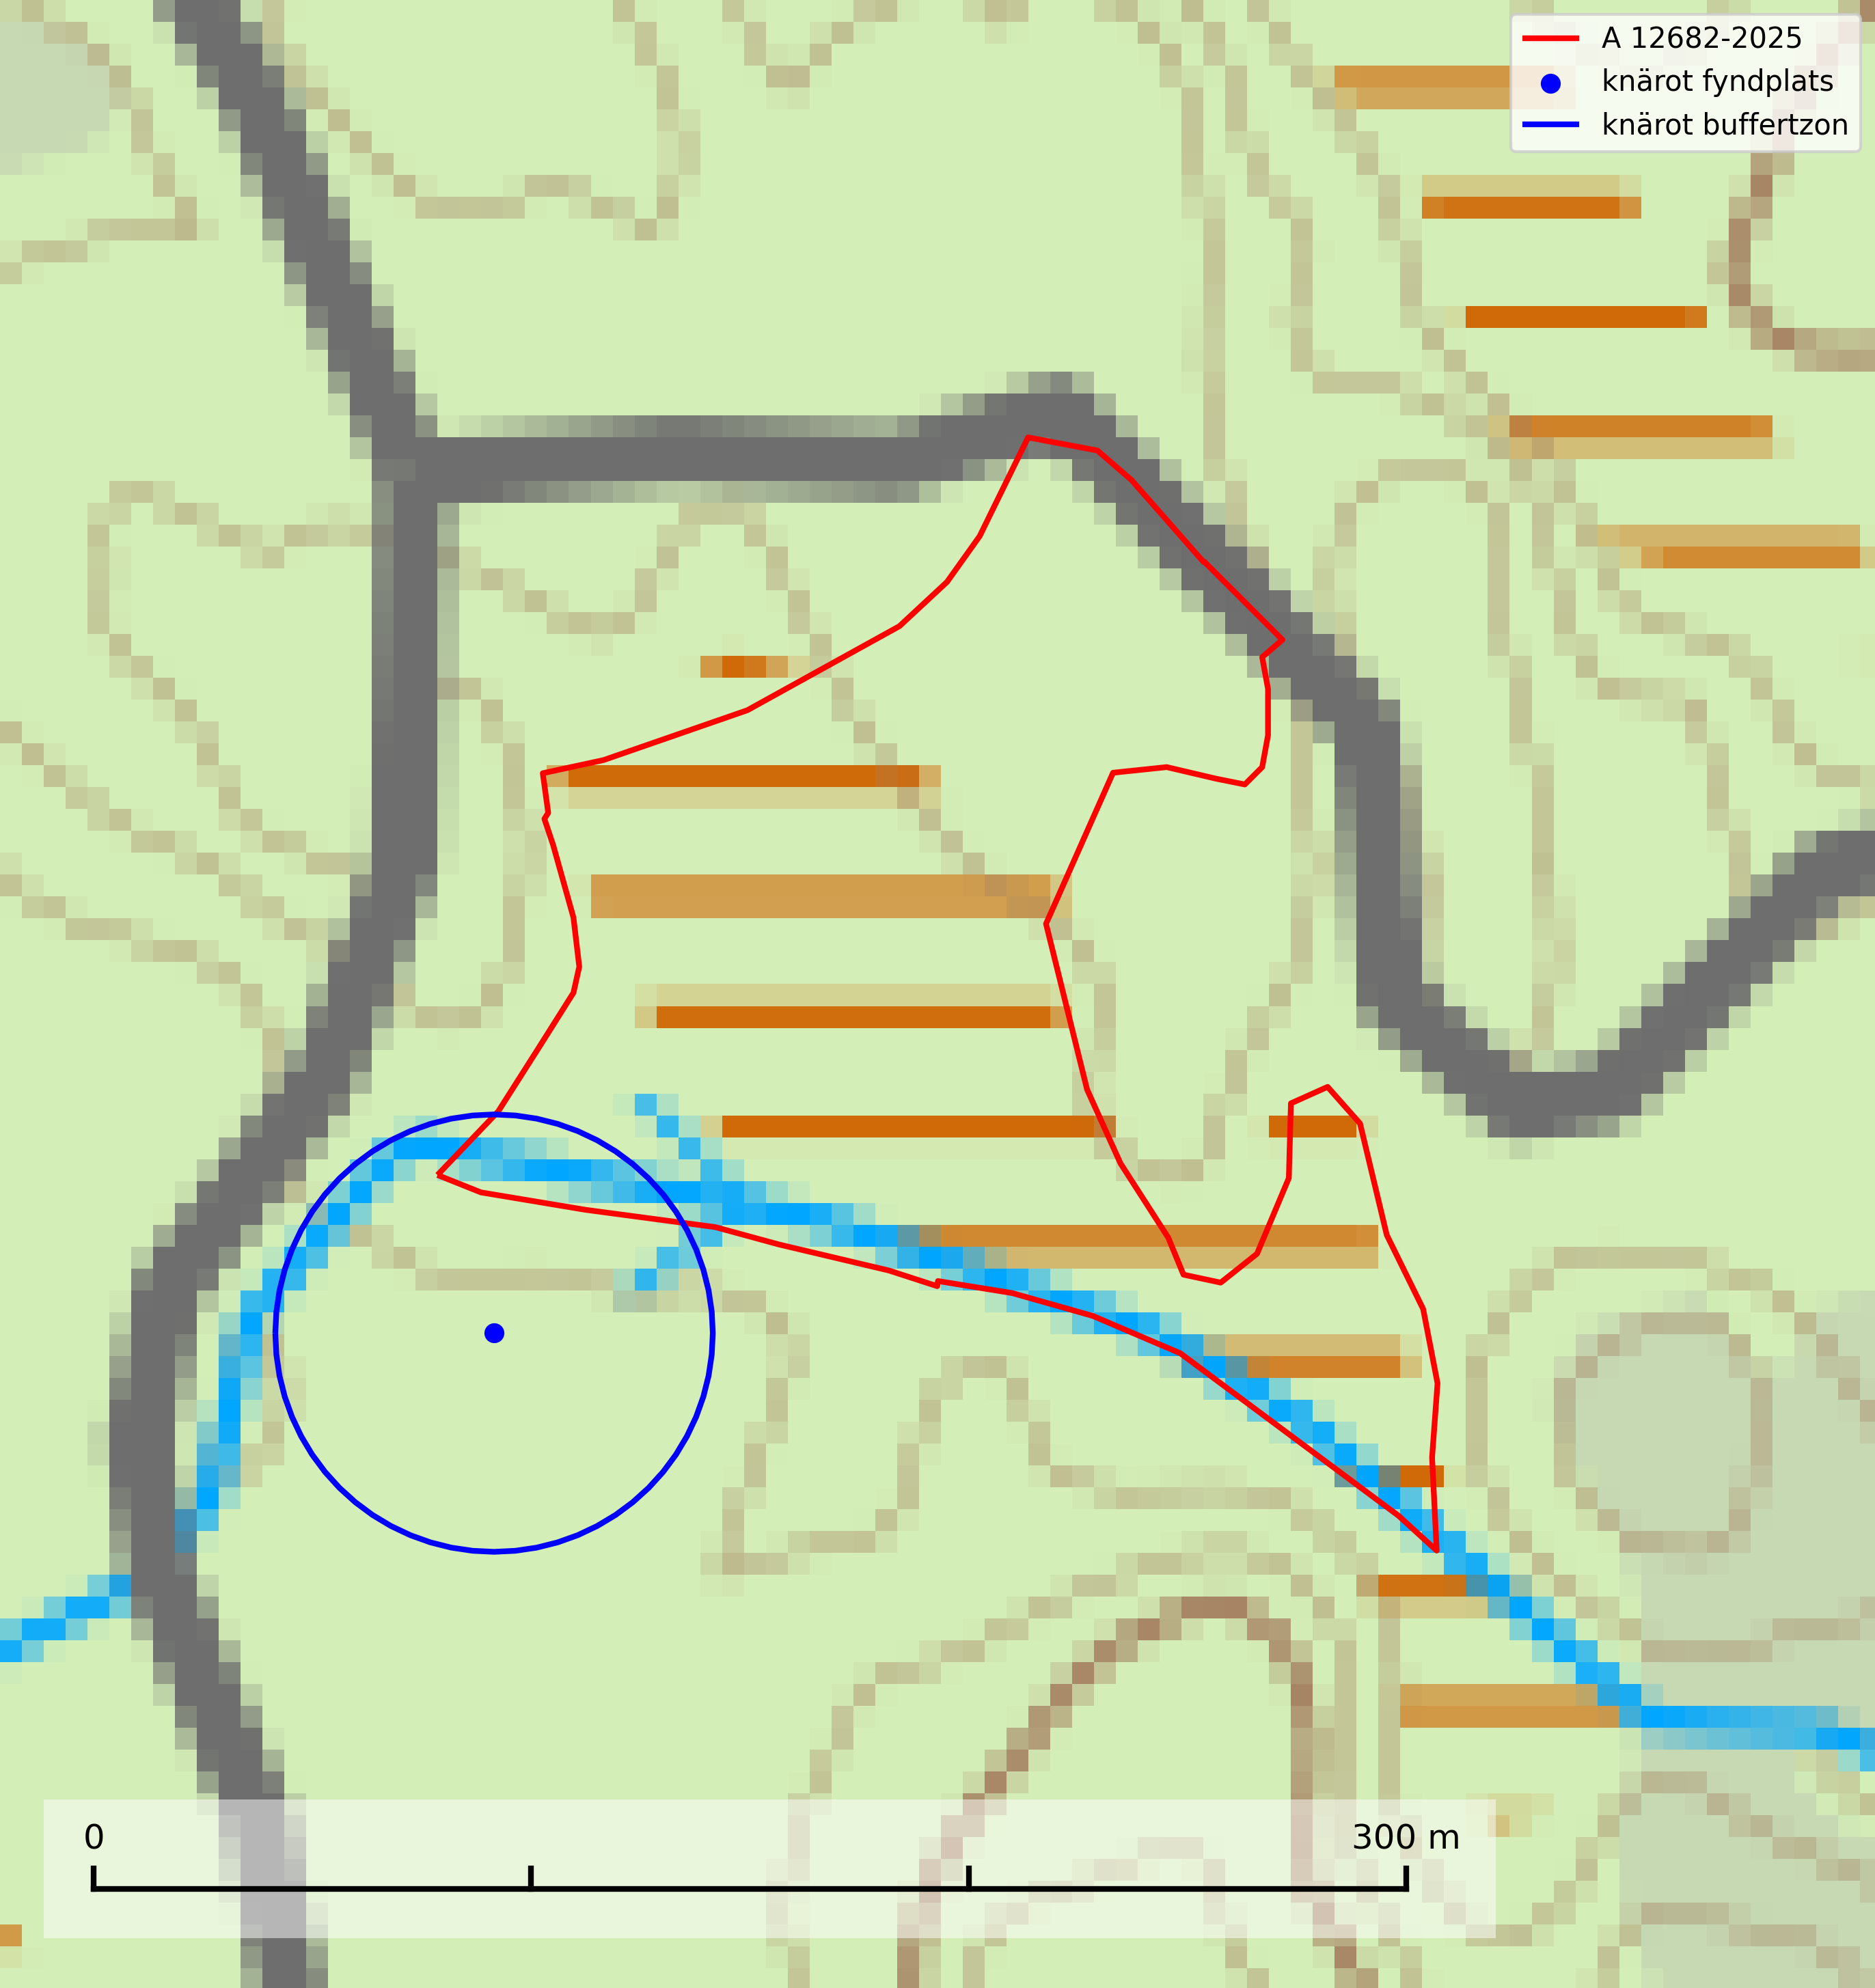 A 12682-2025
knärot fyndplats
knärot buffertzon
0 300 m